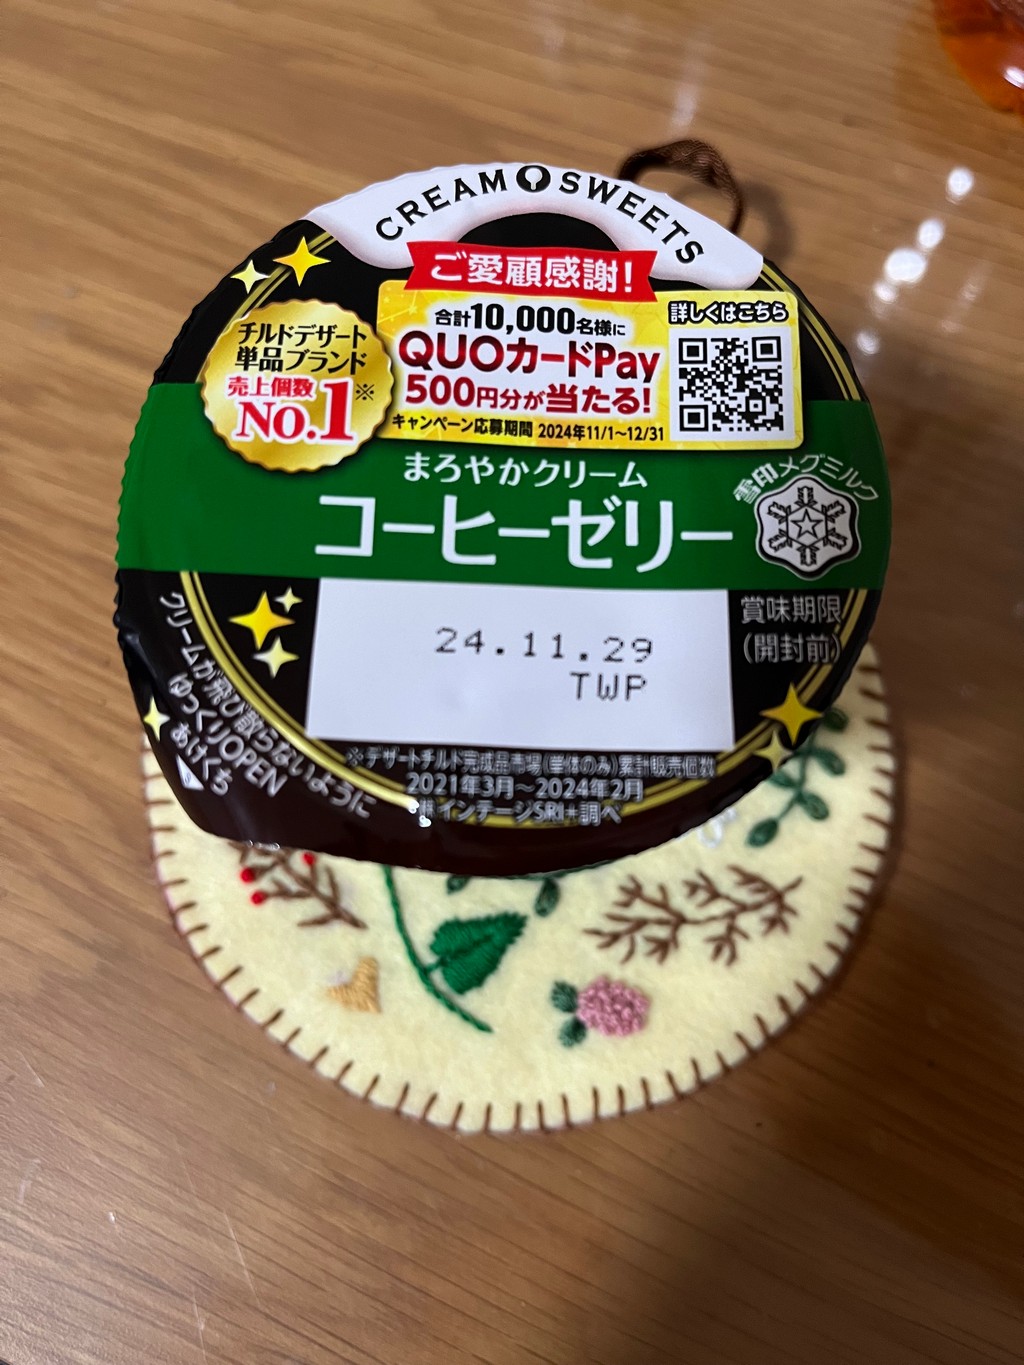 CREAM SWEETS
ご愛顧感謝!
合計10,000名様に
QUOカードPay
500円分が当たる!
キャンペーン応募期間 2024年11/1～12/31
詳しくはこちら
チルドデザート
単品ブランド
売上個数
No.1※
まろやかクリーム
コーヒーゼリー
雪印メグミルク
24.11.29
TWP
賞味期限
(開封前)
クリームが飛び散らないように
ゆっくりOPEN
あけくち
※デザートチルド完成品市場(単体のみ)累計販売個数
2021年3月～2024年2月
インテージSRI+調べ